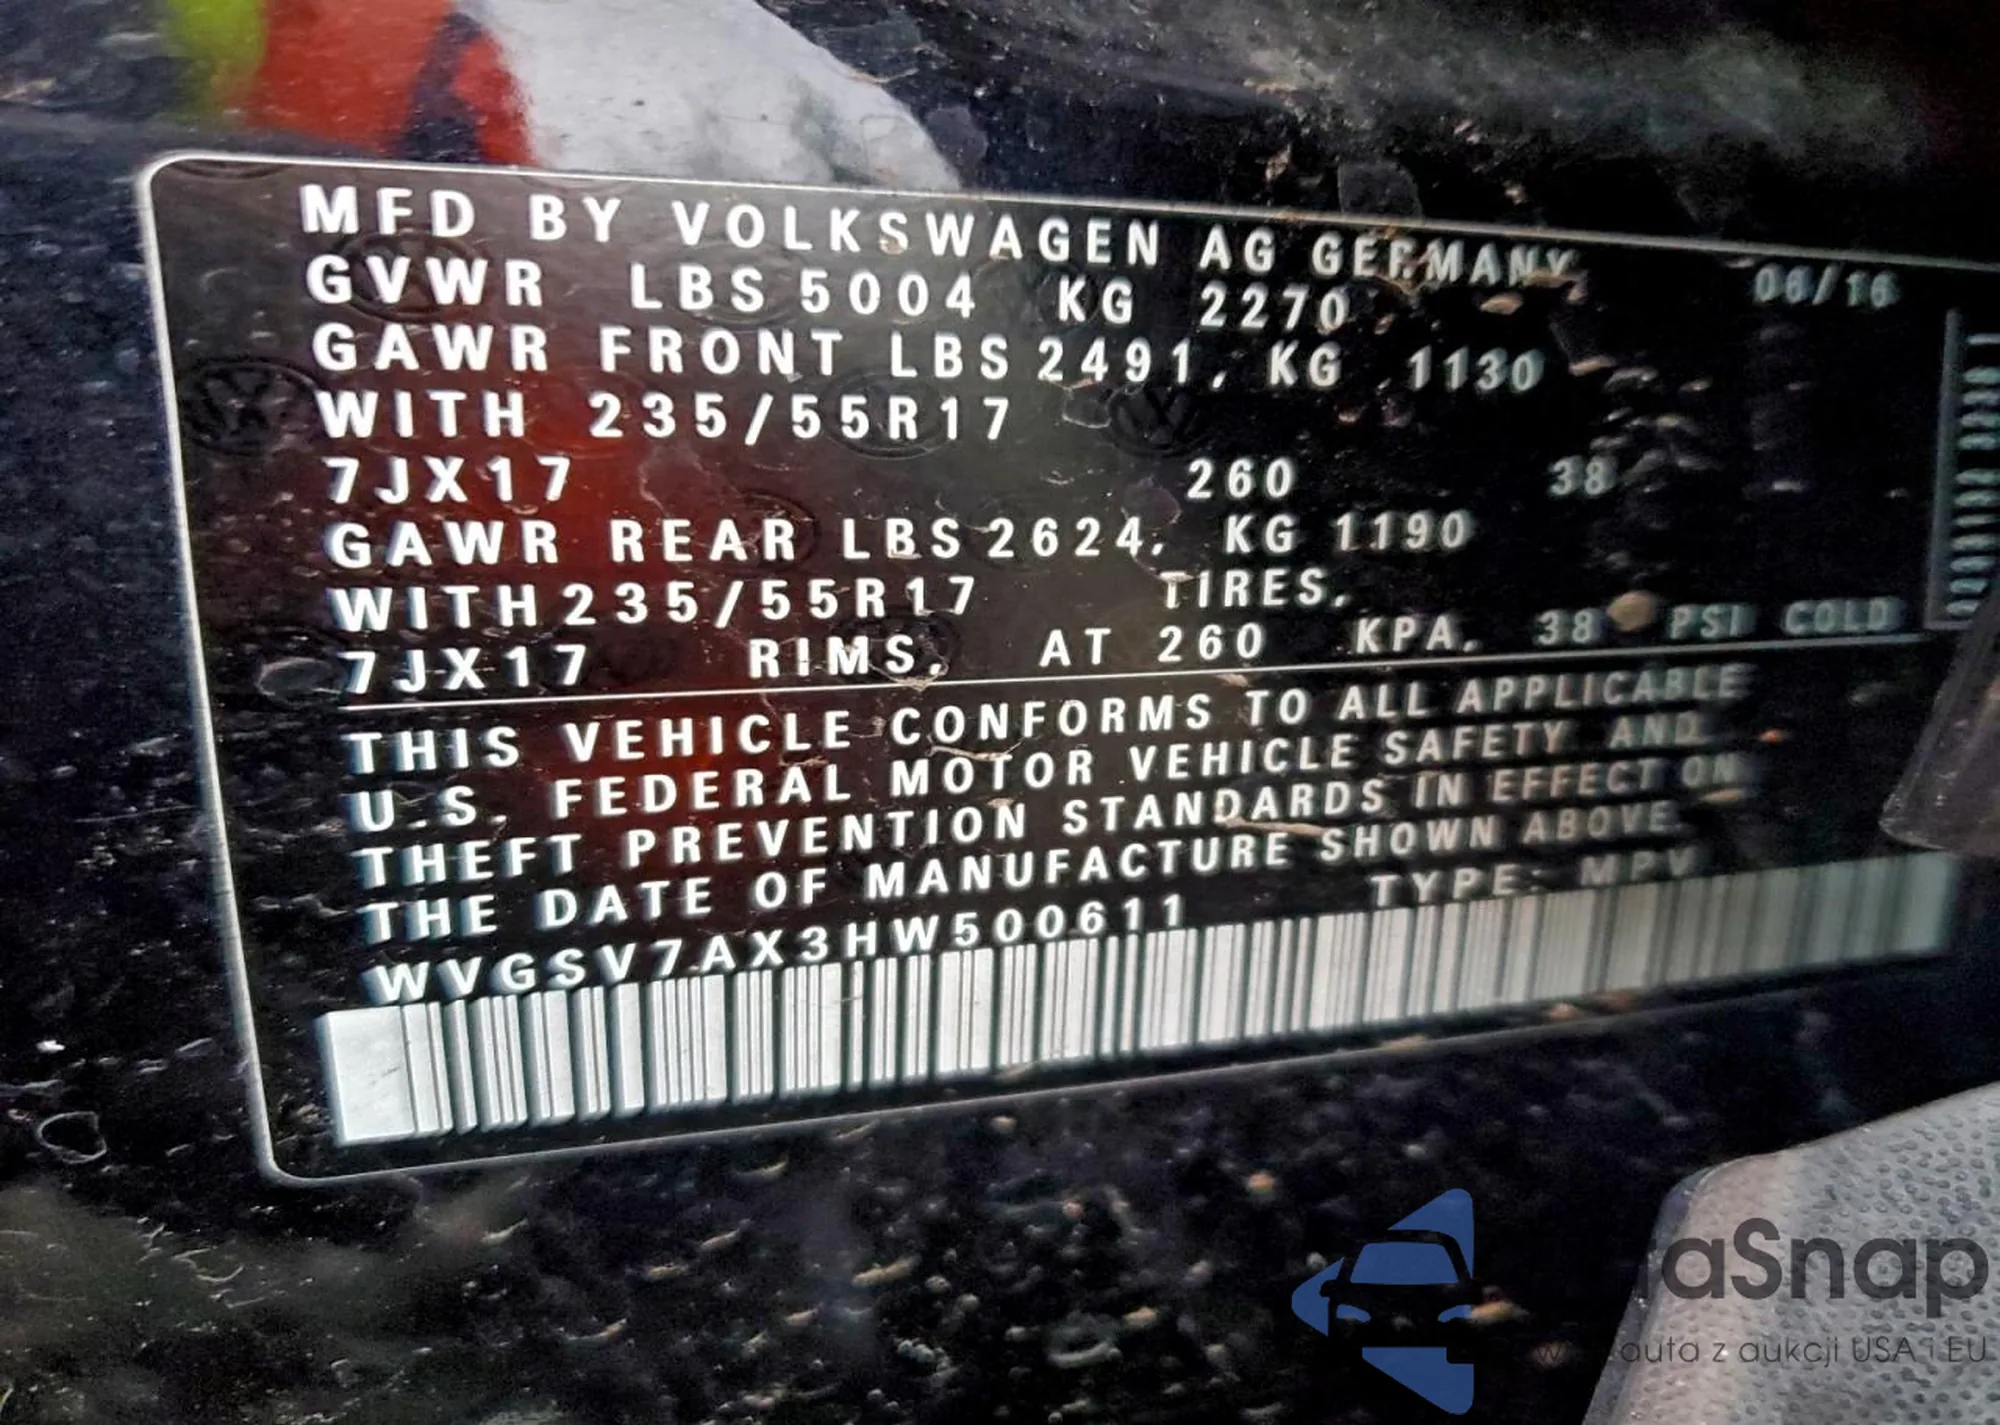 MFD BY VOLKSWAGEN AG GERMANY 06/16
GVWR LBS 5004 KG 2270
GAWR FRONT LBS 2491, KG 1130
WITH 235/55R17
7JX17 260 38
GAWR REAR LBS 2624, KG 1190
WITH 235/55R17 TIRES,
7JX17 RIMS, AT 260 KPA, 38 PSI COLD
THIS VEHICLE CONFORMS TO ALL APPLICABLE
U.S. FEDERAL MOTOR VEHICLE SAFETY AND
THEFT PREVENTION STANDARDS IN EFFECT ON
THE DATE OF MANUFACTURE SHOWN ABOVE.
WVGSV7AX3HW500611 TYPE: MPV
auta z aukcji USA i EU